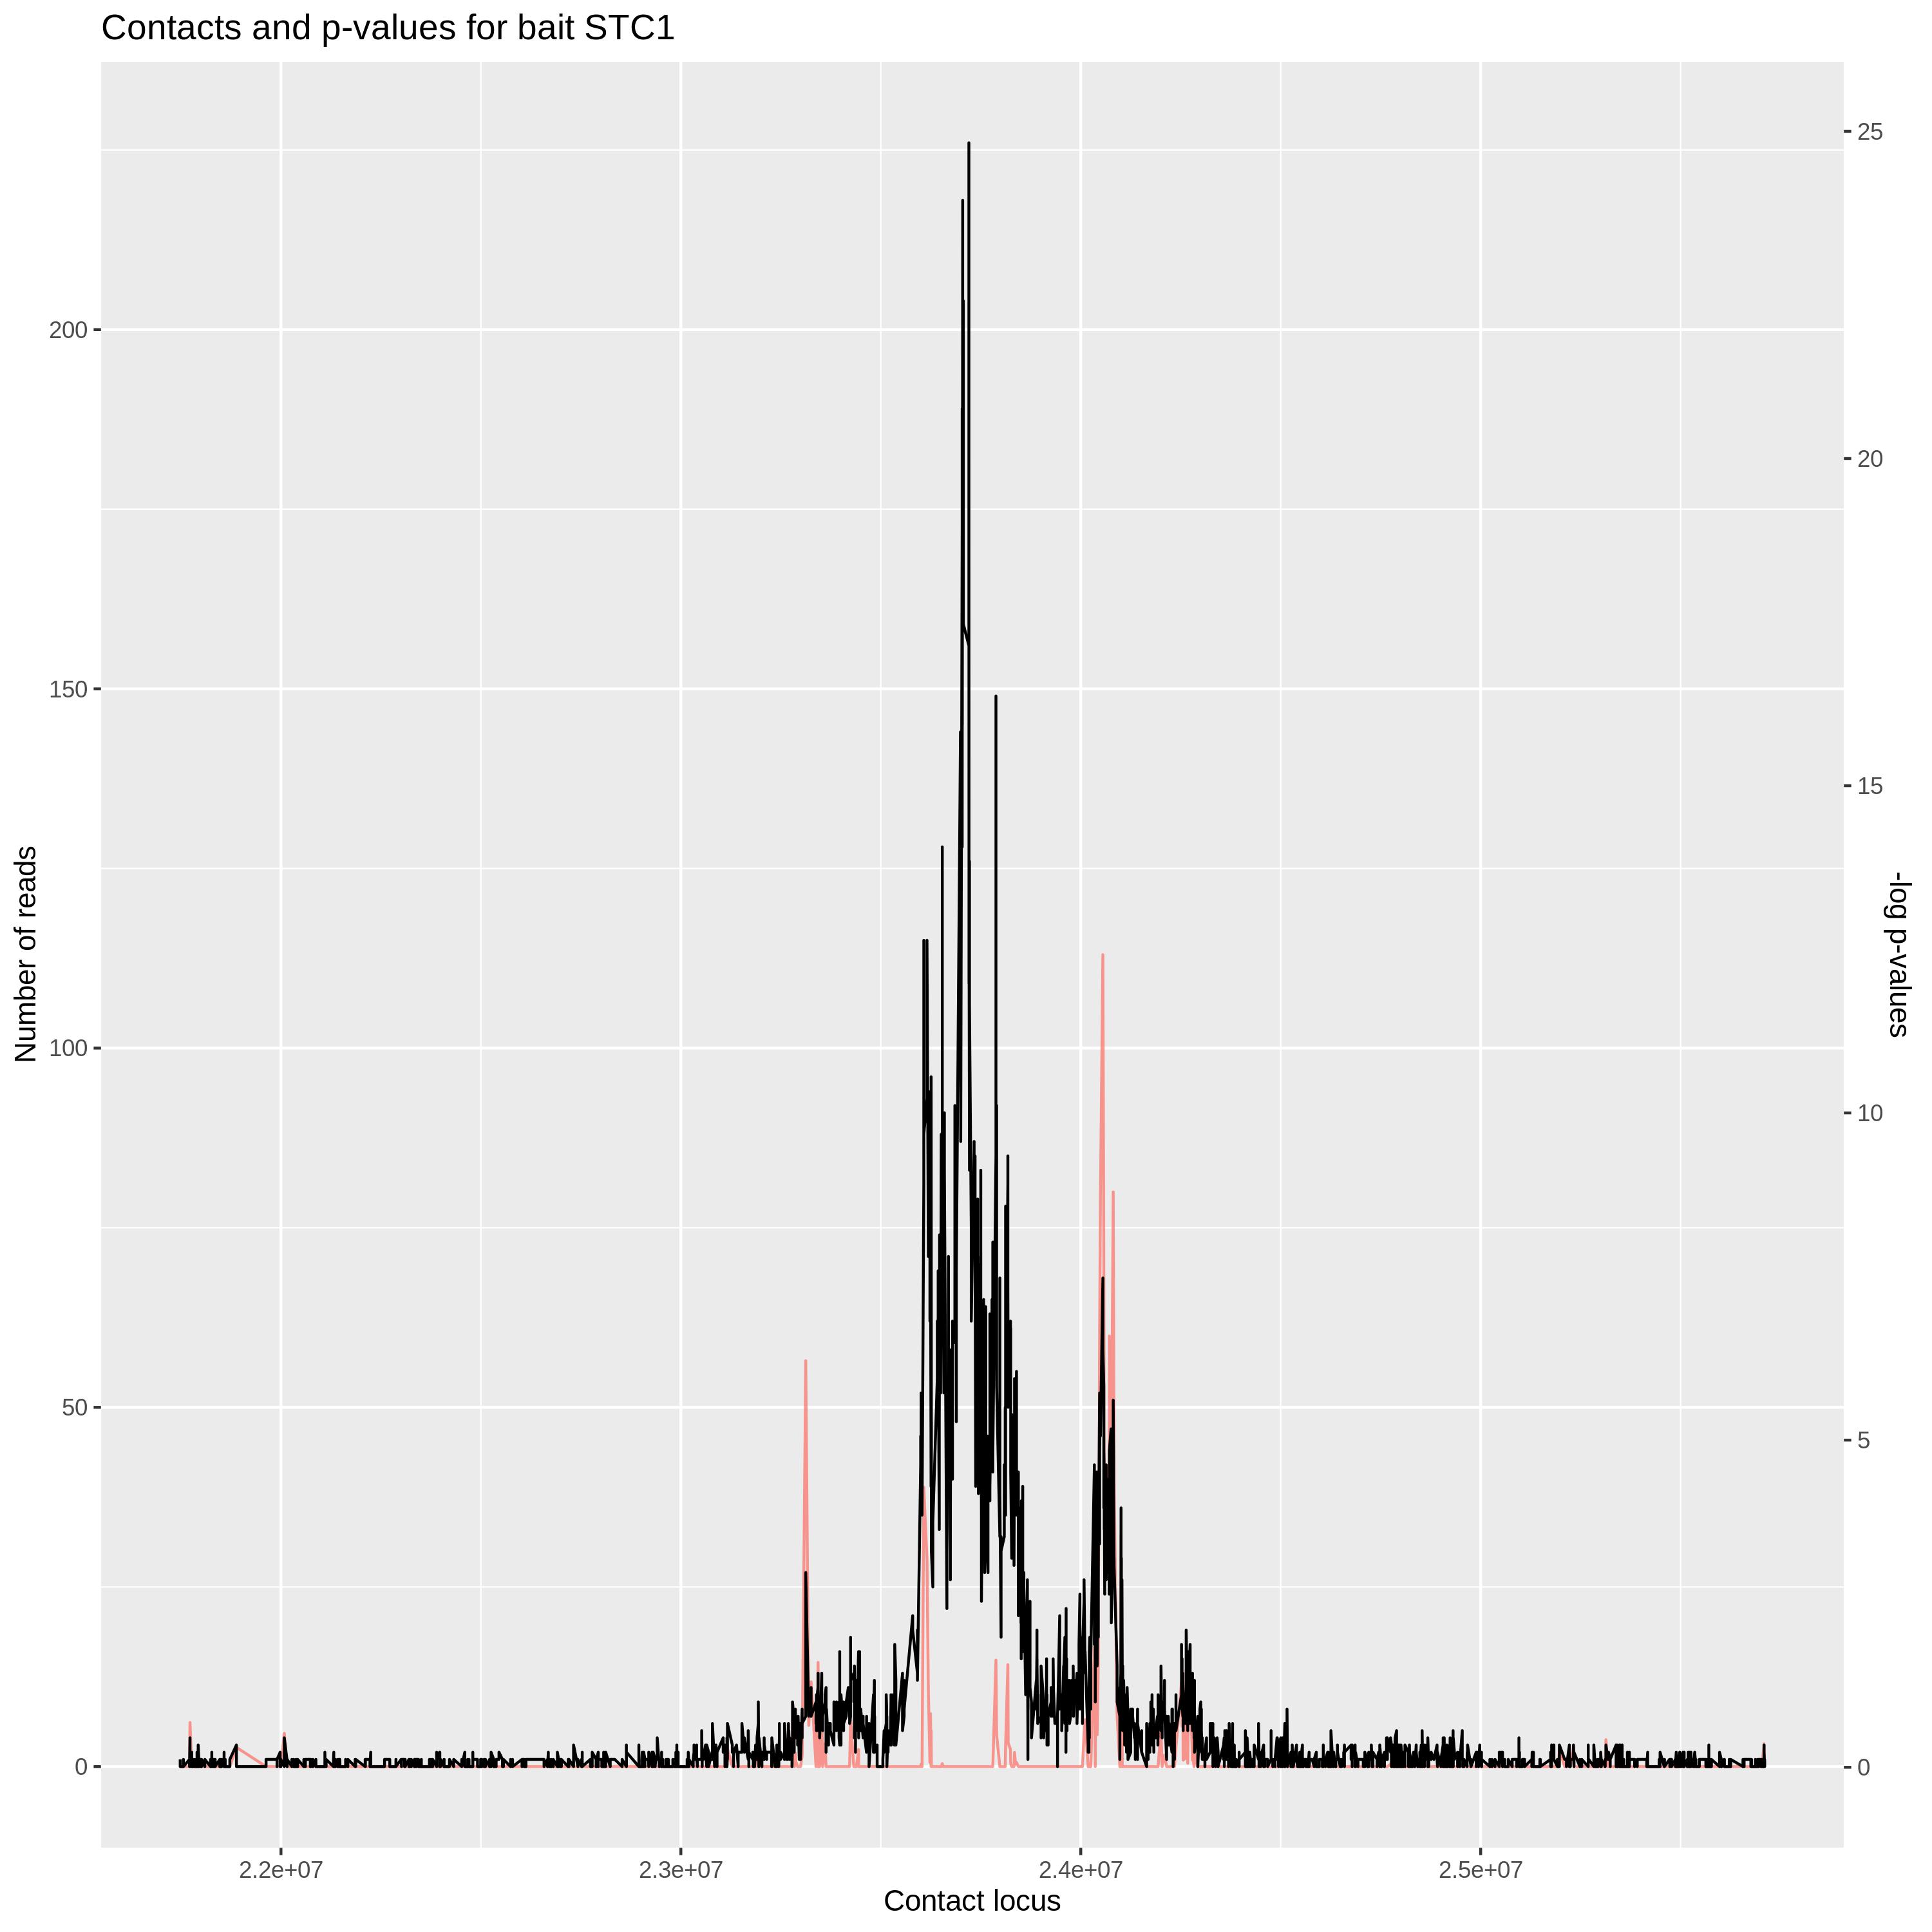 Contacts and p-values for bait STC1
25
200
20
150
15
Number of reads
-log p-values
100
10
50
5
0
0
2.2e+07
2.3e+07
2.4e+07
2.5e+07
Contact locus